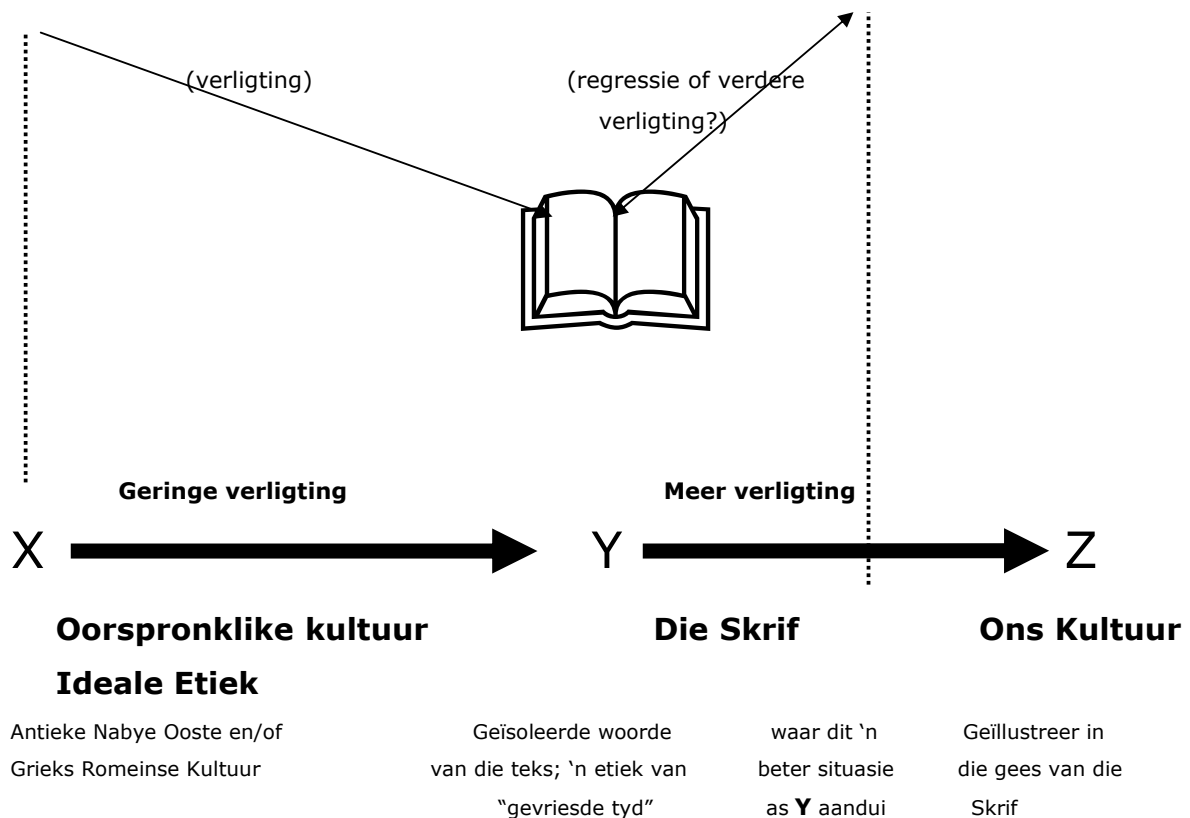 (verligting) (regressie of verdere
verligting?)
Geringe verligting Meer verligting
X Y Z
Oorspronklike kultuur Die Skrif Ons Kultuur
Ideale Etiek
Antieke Nabye Ooste en/of Geïsoleerde woorde waar dit ‘n Geïllustreer in
Grieks Romeinse Kultuur van die teks; ‘n etiek van beter situasie die gees van die
“gevriesde tyd” as Y aandui Skrif